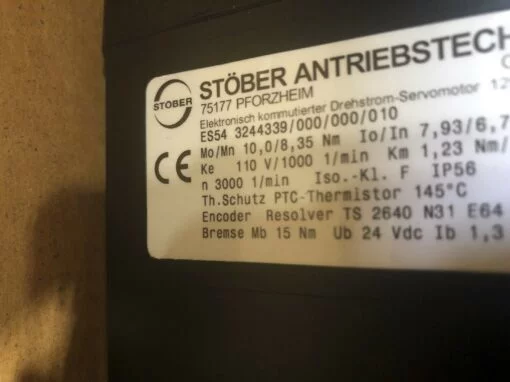 STÖBER
STÖBER ANTRIEBSTECH
75177 PFORZHEIM
Elektronisch kommutierter Drehstrom-Servomotor 12
ES54 3244339/000/000/010
Mo/Mn 10,0/8,35 Nm Io/In 7,93/6,7
CE
Ke 110 V/1000 1/min Km 1,23 Nm/
n 3000 1/min Iso.-Kl. F IP56
Th.Schutz PTC-Thermistor 145°C
Encoder Resolver TS 2640 N31 E64
Bremse Mb 15 Nm Ub 24 Vdc Ib 1,3